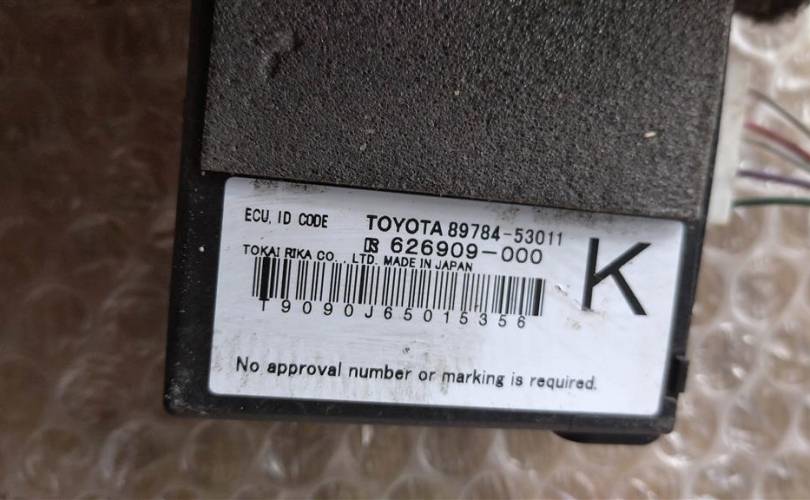 ECU, ID CODE TOYOTA 89784-53011
626909-000
K
TOKAI RIKA CO., LTD. MADE IN JAPAN
T9090J65015356
No approval number or marking is required.